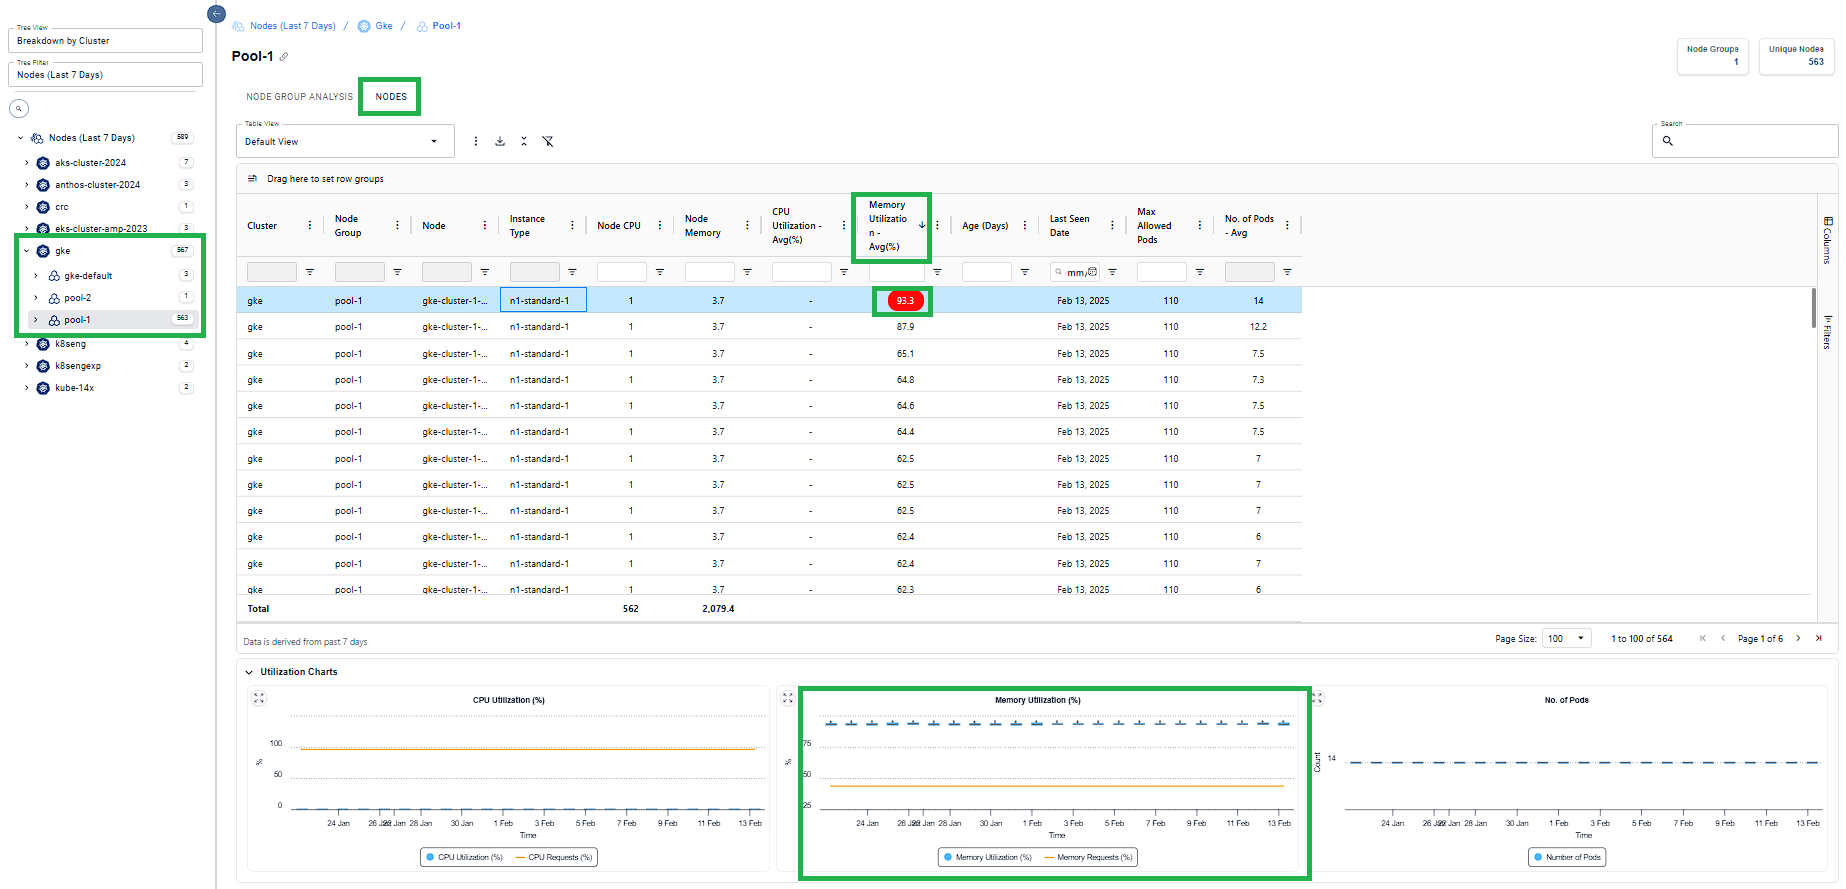 Tree View
Breakdown by Cluster
Tree Filter
Nodes (Last 7 Days)
Nodes (Last 7 Days) 589
aks-cluster-2024 7
anthos-cluster-2024 3
crc 1
eks-cluster-amp-2023 3
gke 567
gke-default 3
pool-2 1
pool-1 563
k8seng 4
k8sengexp 2
kube-14x 2
Nodes (Last 7 Days) / Gke / Pool-1
Pool-1
Node Groups
1
Unique Nodes
563
NODE GROUP ANALYSIS NODES
Table View
Default View
Search
Drag here to set row groups
Cluster
Node
Group
Node
Instance
Type
Node CPU
Node
Memory
CPU
Utilization -
Avg(%)
Memory
Utilizatio
n -
Avg(%)
Age (Days)
Last Seen
Date
Max
Allowed
Pods
No. of Pods
- Avg
mm/
gke pool-1 gke-cluster-1-... n1-standard-1 1 3.7 - 93.3 Feb 13, 2025 110 14
gke pool-1 gke-cluster-1-... n1-standard-1 1 3.7 - 87.9 Feb 13, 2025 110 12.2
gke pool-1 gke-cluster-1-... n1-standard-1 1 3.7 - 65.1 Feb 13, 2025 110 7.5
gke pool-1 gke-cluster-1-... n1-standard-1 1 3.7 - 64.8 Feb 13, 2025 110 7.3
gke pool-1 gke-cluster-1-... n1-standard-1 1 3.7 - 64.6 Feb 13, 2025 110 7.5
gke pool-1 gke-cluster-1-... n1-standard-1 1 3.7 - 64.4 Feb 13, 2025 110 7.5
gke pool-1 gke-cluster-1-... n1-standard-1 1 3.7 - 62.5 Feb 13, 2025 110 7
gke pool-1 gke-cluster-1-... n1-standard-1 1 3.7 - 62.5 Feb 13, 2025 110 7
gke pool-1 gke-cluster-1-... n1-standard-1 1 3.7 - 62.5 Feb 13, 2025 110 7
gke pool-1 gke-cluster-1-... n1-standard-1 1 3.7 - 62.4 Feb 13, 2025 110 6
gke pool-1 gke-cluster-1-... n1-standard-1 1 3.7 - 62.4 Feb 13, 2025 110 7
gke pool-1 gke-cluster-1-... n1-standard-1 1 3.7 - 62.3 Feb 13, 2025 110 6
Total 562 2,079.4
Columns
Filters
Data is derived from past 7 days
Page Size: 100 1 to 100 of 564 Page 1 of 6
Utilization Charts
CPU Utilization (%)
100
50
0
%
24 Jan 28 Jan 30 Jan 1 Feb 3 Feb 5 Feb 7 Feb 9 Feb 11 Feb 13 Feb
Time
CPU Utilization (%) CPU Requests (%)
Memory Utilization (%)
75
50
25
%
24 Jan 28 Jan 30 Jan 1 Feb 3 Feb 5 Feb 7 Feb 9 Feb 11 Feb 13 Feb
Time
Memory Utilization (%) Memory Requests (%)
No. of Pods
14
Count
24 Jan 28 Jan 30 Jan 1 Feb 3 Feb 5 Feb 7 Feb 9 Feb 11 Feb 13 Feb
Time
Number of Pods